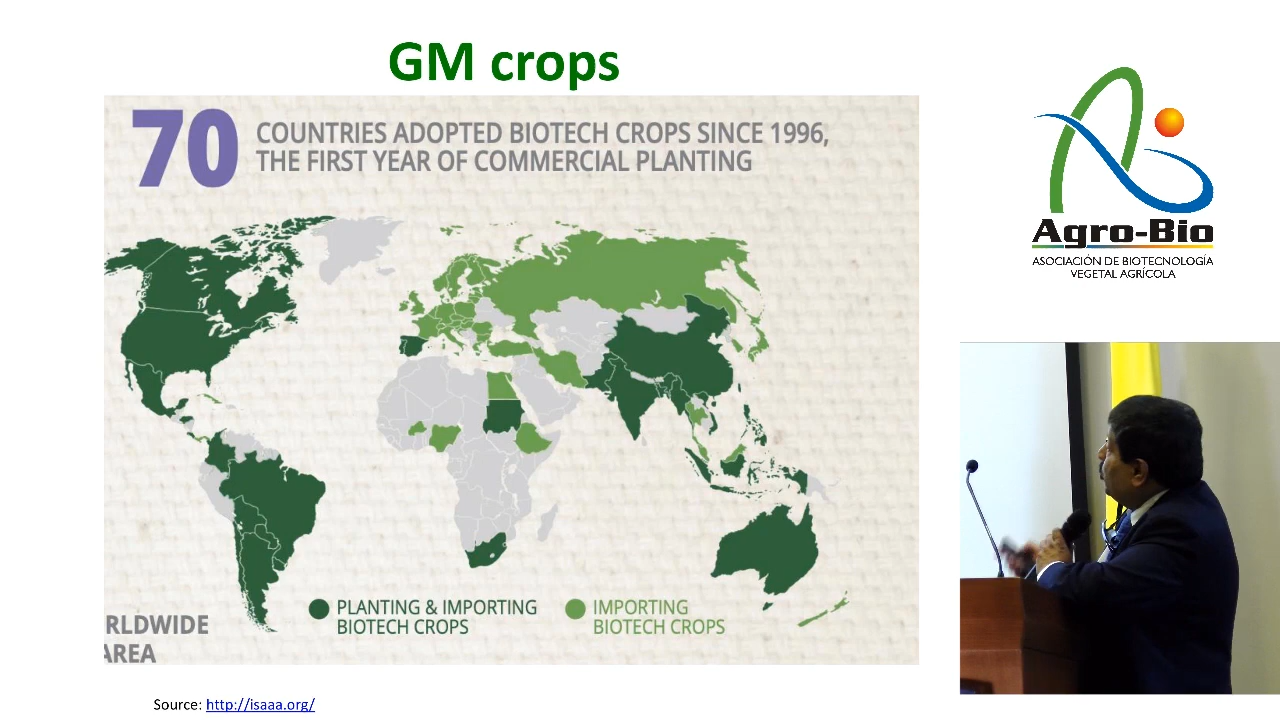 GM crops
70
COUNTRIES ADOPTED BIOTECH CROPS SINCE 1996,
THE FIRST YEAR OF COMMERCIAL PLANTING
PLANTING & IMPORTING
BIOTECH CROPS
IMPORTING
BIOTECH CROPS
RLDWIDE
AREA
Source: http://isaaa.org/
Agro-Bio
ASOCIACIÓN DE BIOTECNOLOGÍA
VEGETAL AGRÍCOLA